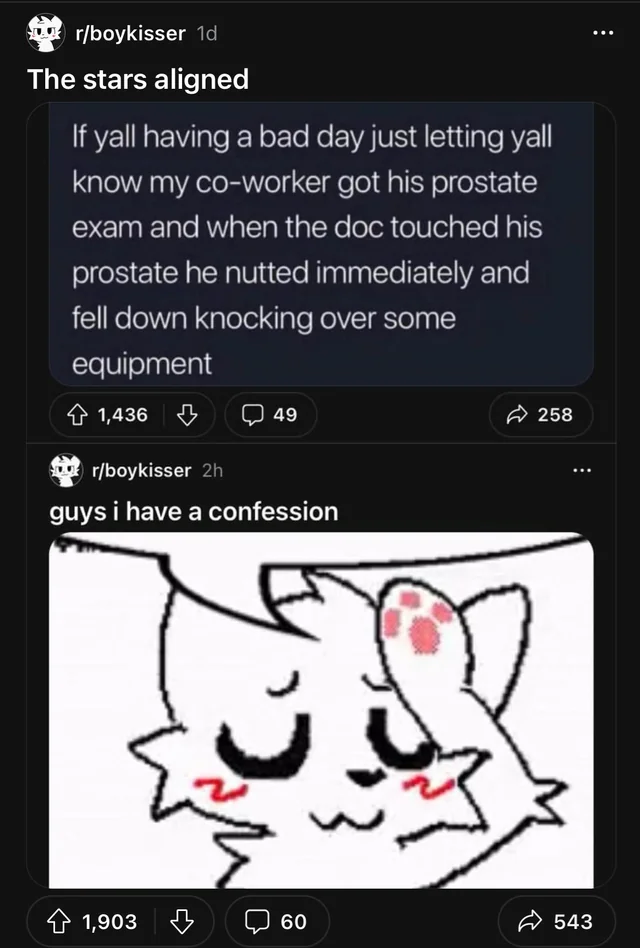 r/boykisser 1d
The stars aligned
If yall having a bad day just letting yall
know my co-worker got his prostate
exam and when the doc touched his
prostate he nutted immediately and
fell down knocking over some
equipment
1,436 49 258
r/boykisser 2h
guys i have a confession
1,903 60 543